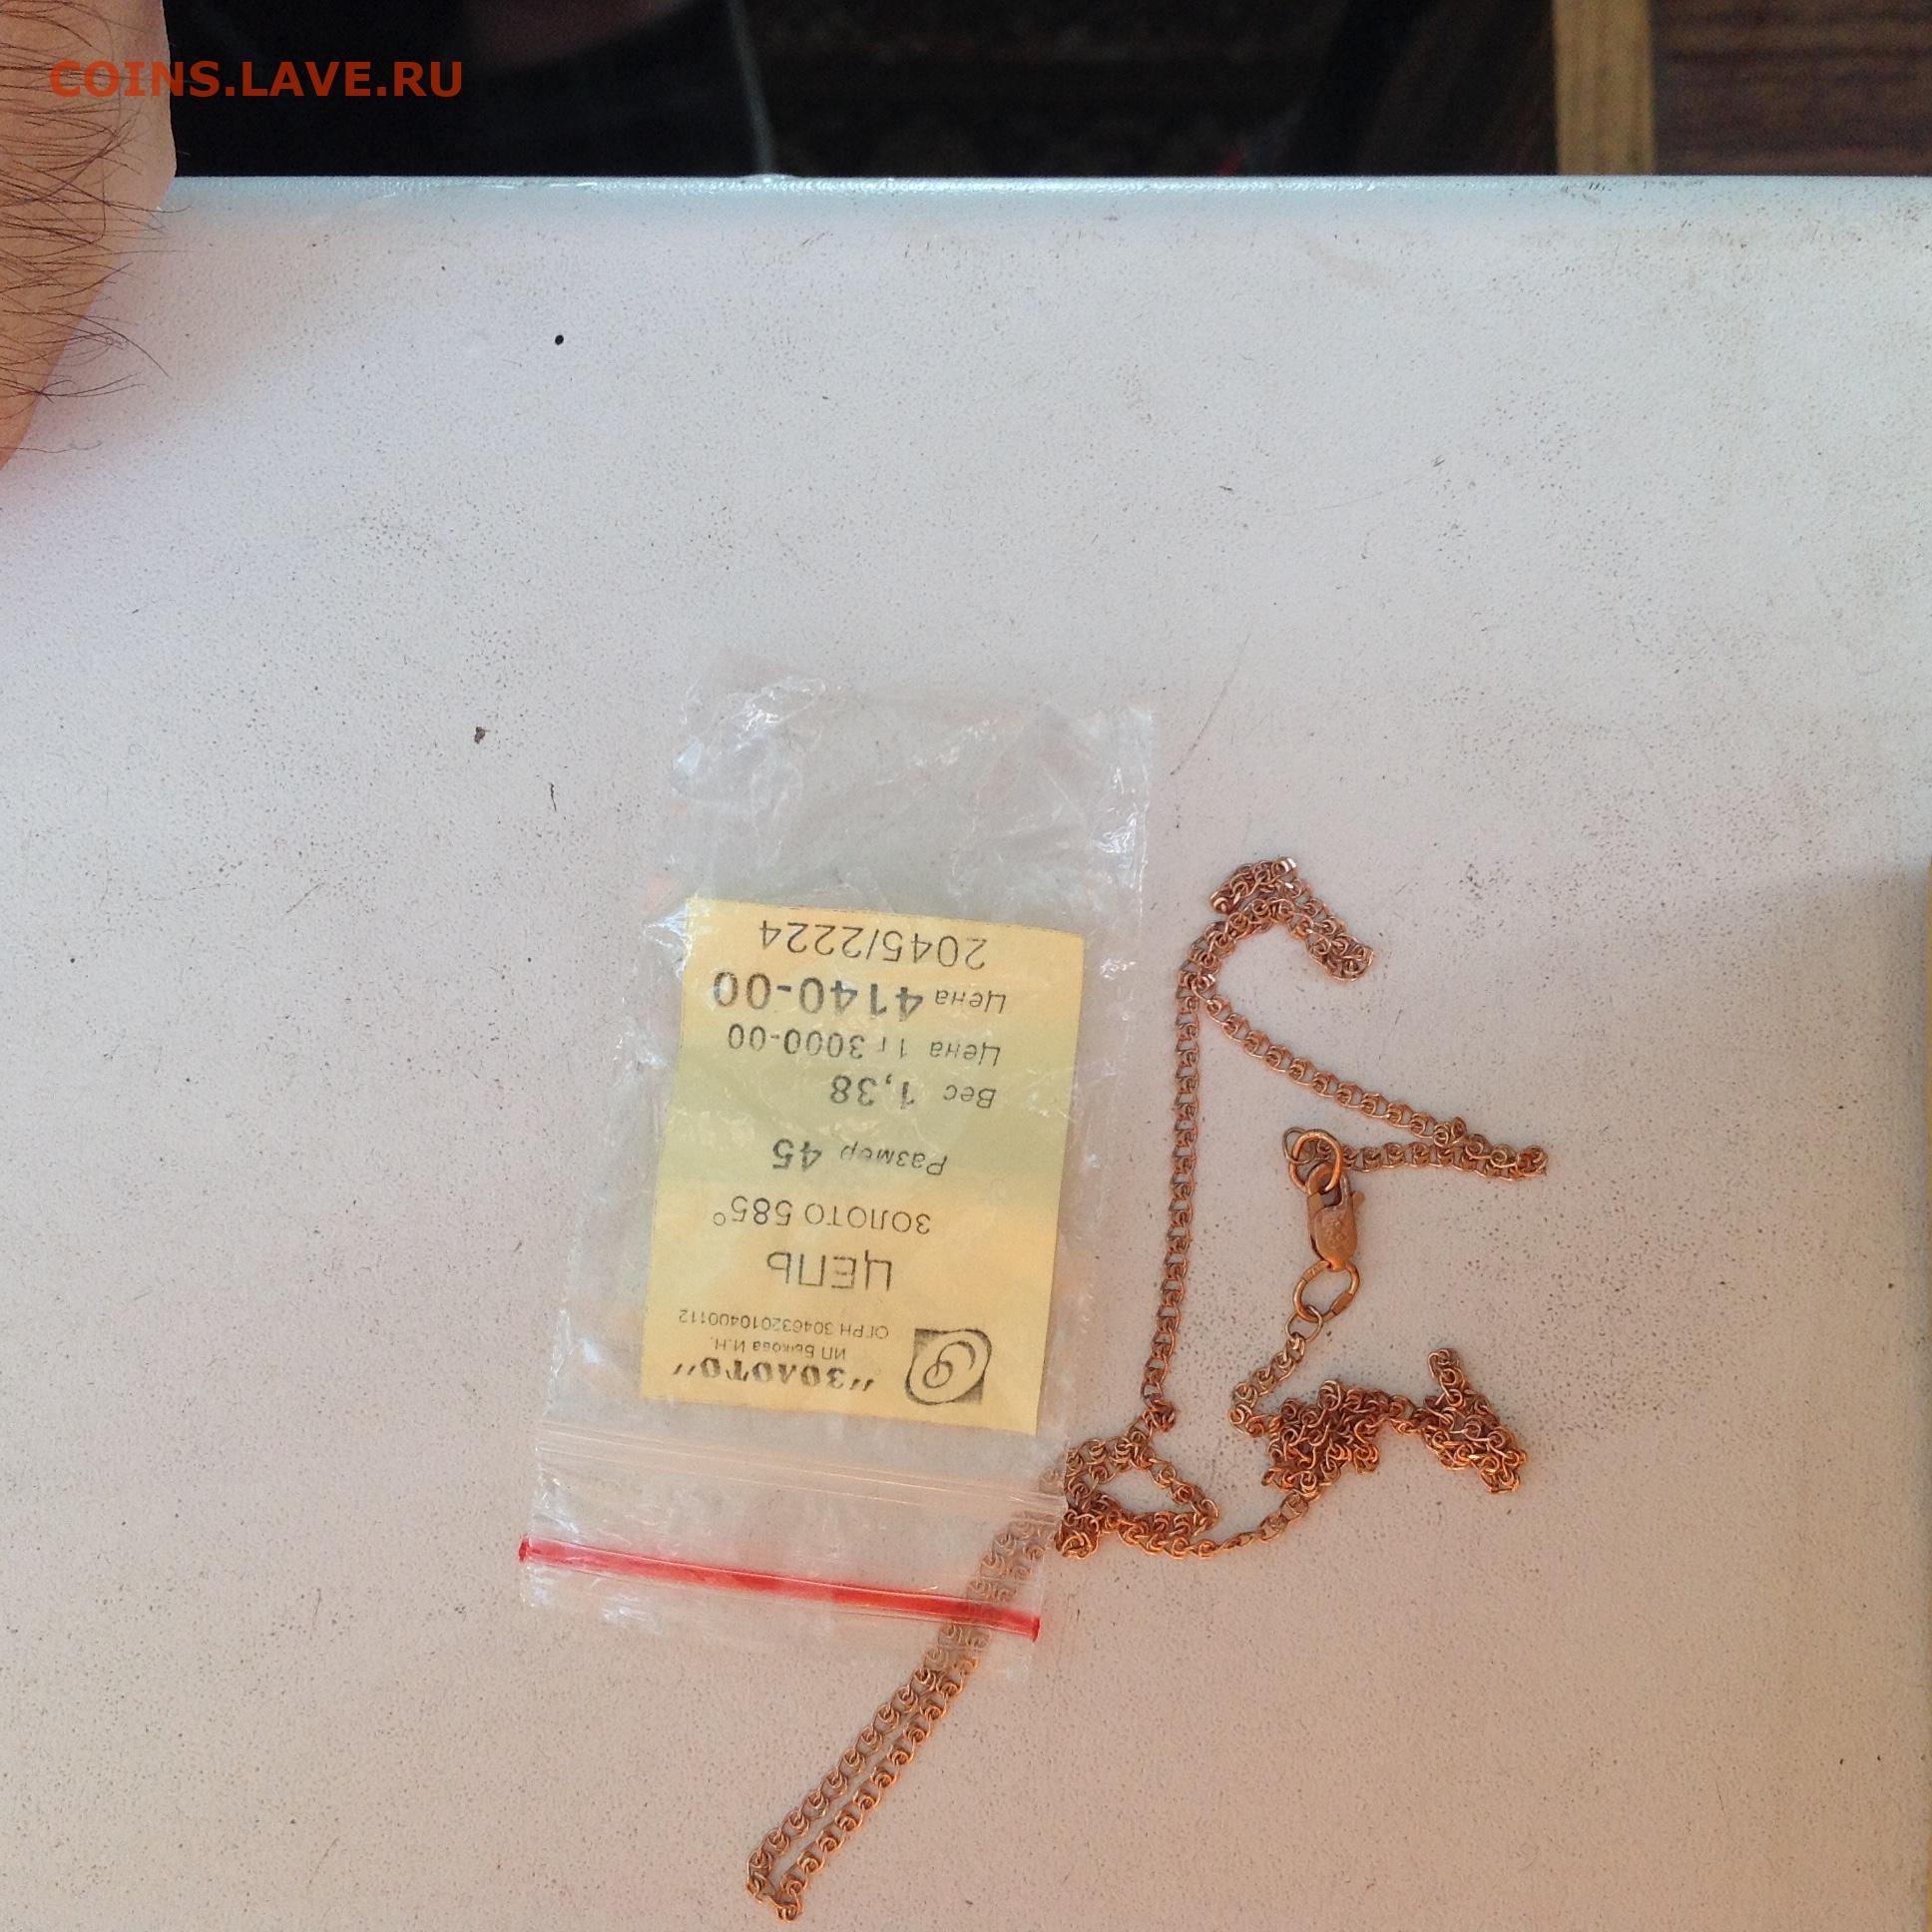 COINS.LAVE.RU
"ЗОЛОТО"
ИП Быкова И.Н.
ОГРН 304632010400112
ЦЕПЬ
ЗОЛОТО 585°
Размер 45
Вес 1,38
Цена 1 г 3000-00
Цена 4140-00
2045/2224